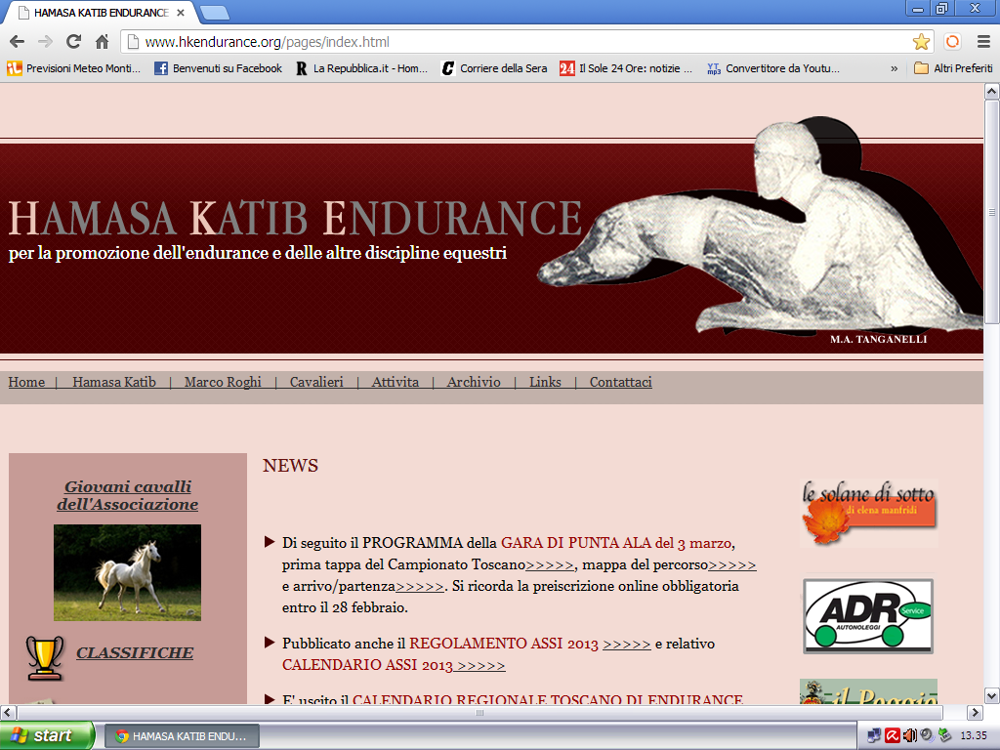 HAMASA KATIB ENDURANCE
www.hkendurance.org/pages/index.html
Previsioni Meteo Monti... Benvenuti su Facebook La Repubblica.it - Hom... Corriere della Sera 24 Il Sole 24 Ore: notizie ... YT mp3 Convertitore da Youtu... » Altri Preferiti
HAMASA KATIB ENDURANCE
per la promozione dell'endurance e delle altre discipline equestri
M.A. TANGANELLI
Home | Hamasa Katib | Marco Roghi | Cavalieri | Attivita | Archivio | Links | Contattaci
Giovani cavalli
dell'Associazione
CLASSIFICHE
NEWS
Di seguito il PROGRAMMA della GARA DI PUNTA ALA del 3 marzo,
prima tappa del Campionato Toscano>>>>>, mappa del percorso>>>>>
e arrivo/partenza>>>>>. Si ricorda la preiscrizione online obbligatoria
entro il 28 febbraio.
Pubblicato anche il REGOLAMENTO ASSI 2013 >>>>> e relativo
CALENDARIO ASSI 2013 >>>>>
E' uscito il CALENDARIO REGIONALE TOSCANO DI ENDURANCE
le solane di sotto
di elena manfridi
ADR Service
AUTONOLEGGI
il Poggio
start HAMASA KATIB ENDU... 13.35